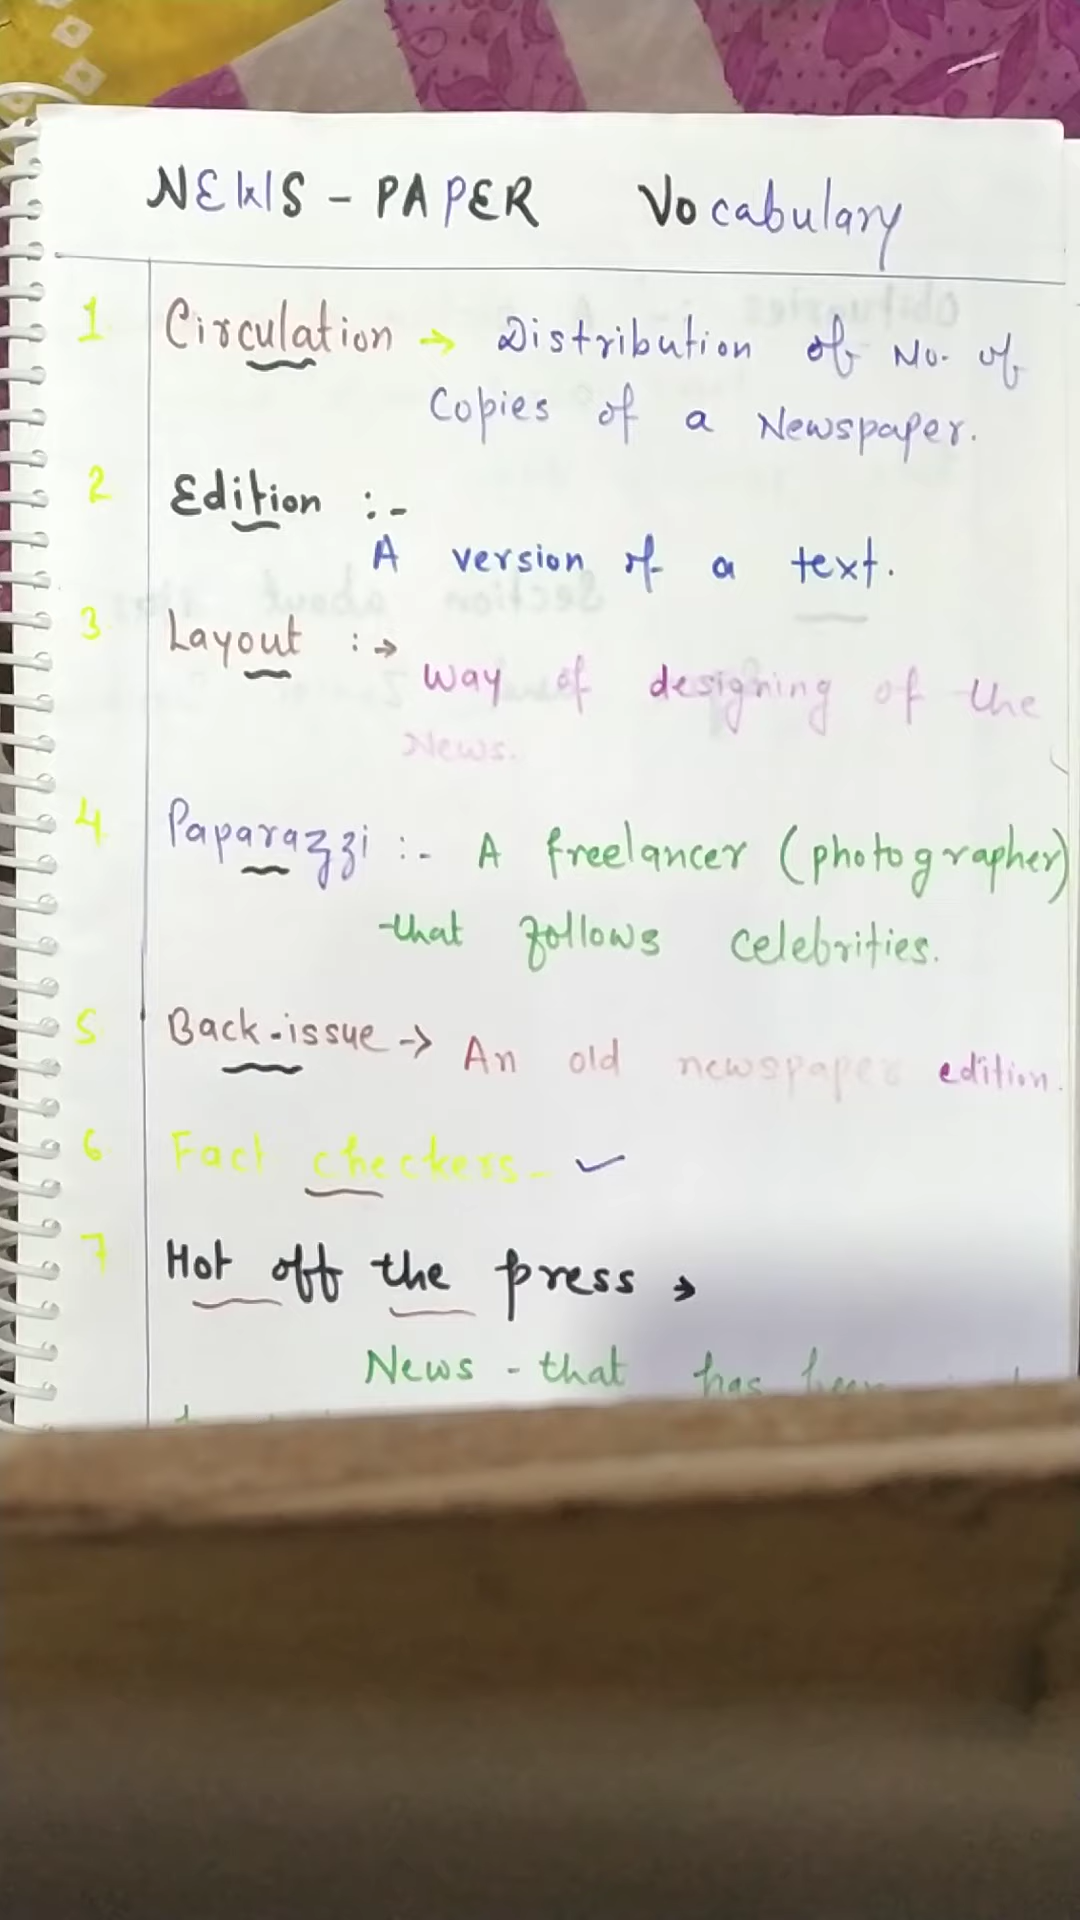 NEWS - PAPER Vocabulary
1 Circulation → Distribution of No. of
Copies of a Newspaper.
2 Edition :-
A version of a text.
3 Layout :→
way of designing of the
News.
4 Paparazzi :- A freelancer (photographer)
that follows celebrities.
5 Back-issue → An old newspaper edition.
6 Fact checkers - ✓
7 Hot off the press →
News - that has been